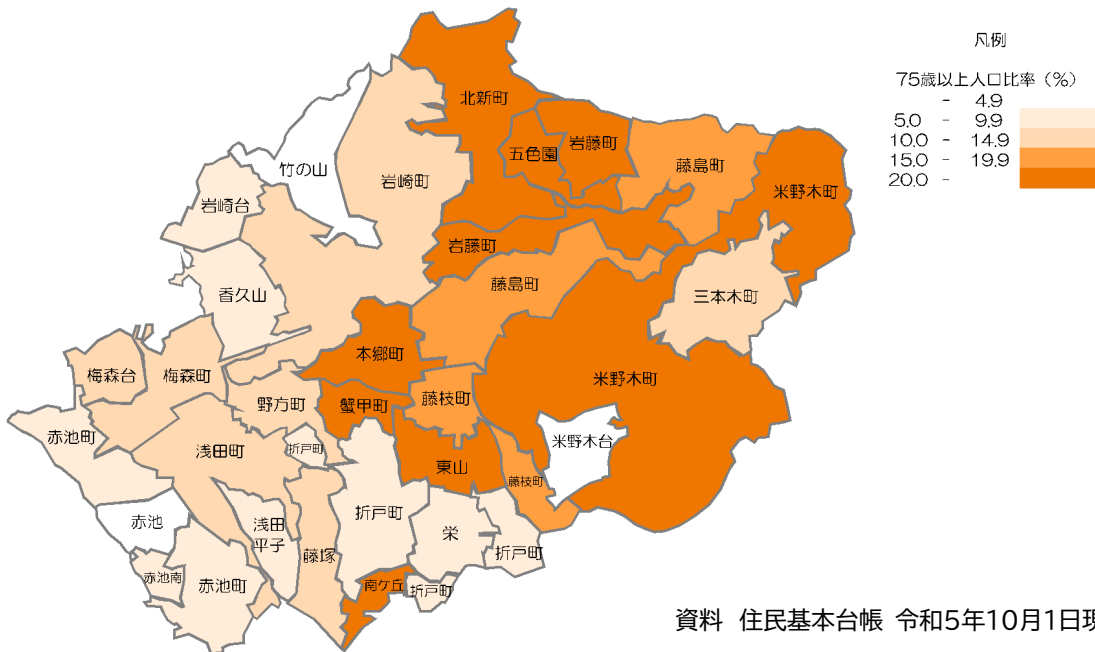 凡例
75歳以上人口比率（%）
- 4.9
5.0 - 9.9
10.0 - 14.9
15.0 - 19.9
20.0 -
北新町
五色園
岩藤町
藤島町
米野木町
竹の山
岩崎町
岩崎台
岩藤町
香久山
藤島町
三本木町
本郷町
梅森台
梅森町
野方町
蟹甲町
藤枝町
米野木町
赤池町
浅田町
折戸町
東山
米野木台
藤枝町
赤池
浅田
平子
藤塚
折戸町
栄
折戸町
赤池南
赤池町
南ケ丘
折戸町
資料 住民基本台帳 令和5年10月1日現